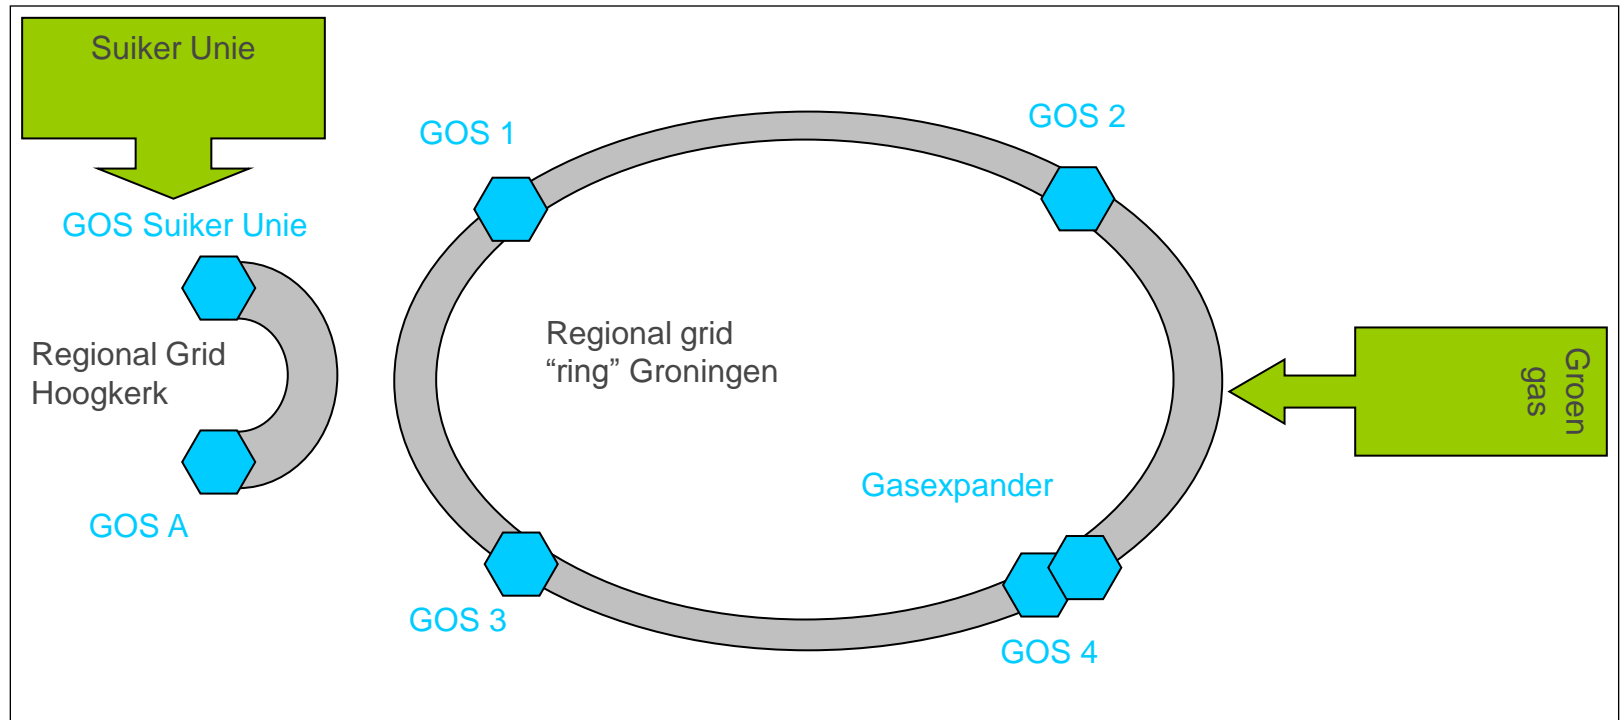 Suiker Unie
GOS 1
GOS 2
GOS Suiker Unie
Regional Grid
Hoogkerk
Regional grid
“ring” Groningen
Groen
gas
Gasexpander
GOS A
GOS 3
GOS 4